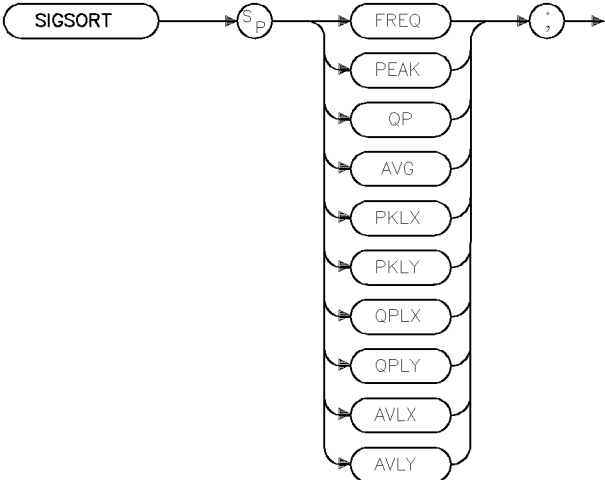 SIGSORT SP FREQ ;
PEAK
QP
AVG
PKLX
PKLY
QPLX
QPLY
AVLX
AVLY